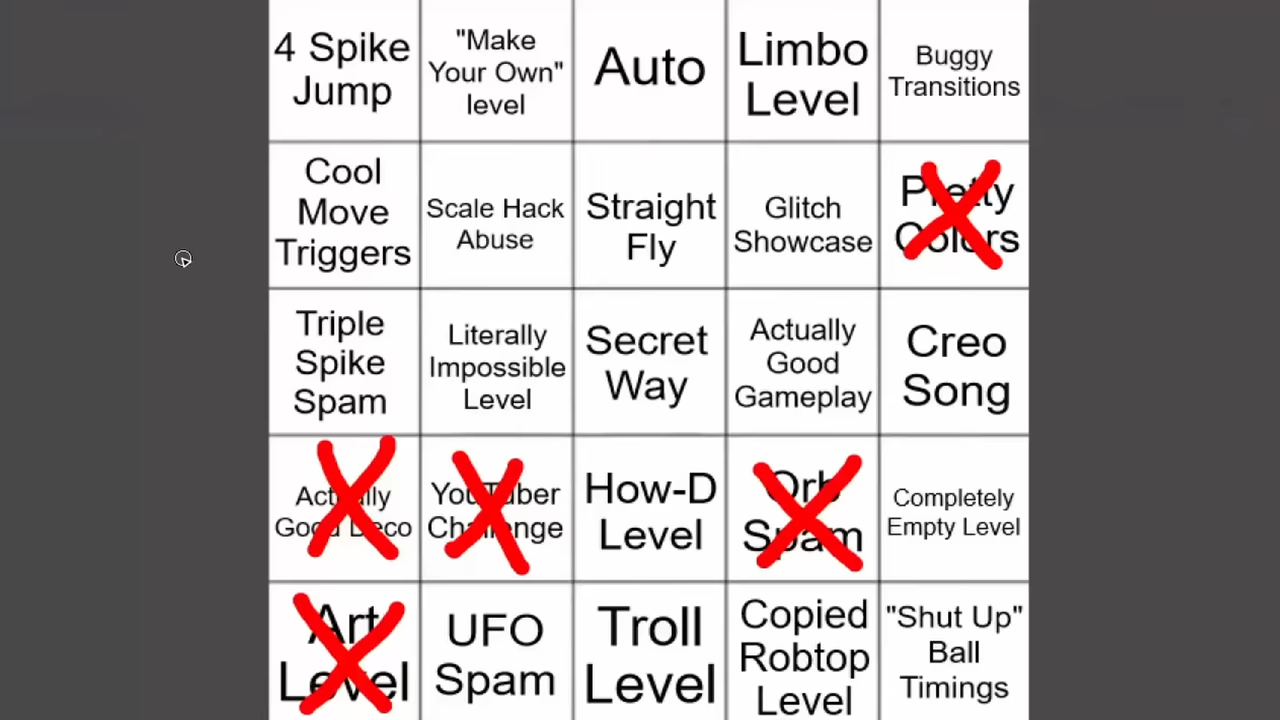 4 Spike
Jump
"Make
Your Own"
level
Auto
Limbo
Level
Buggy
Transitions
Cool
Move
Triggers
Scale Hack
Abuse
Straight
Fly
Glitch
Showcase
Pretty
Colors
Triple
Spike
Spam
Literally
Impossible
Level
Secret
Way
Actually
Good
Gameplay
Creo
Song
Actually
Good Deco
YouTuber
Challenge
How-D
Level
Orb
Spam
Completely
Empty Level
Art
Level
UFO
Spam
Troll
Level
Copied
Robtop
Level
"Shut Up"
Ball
Timings